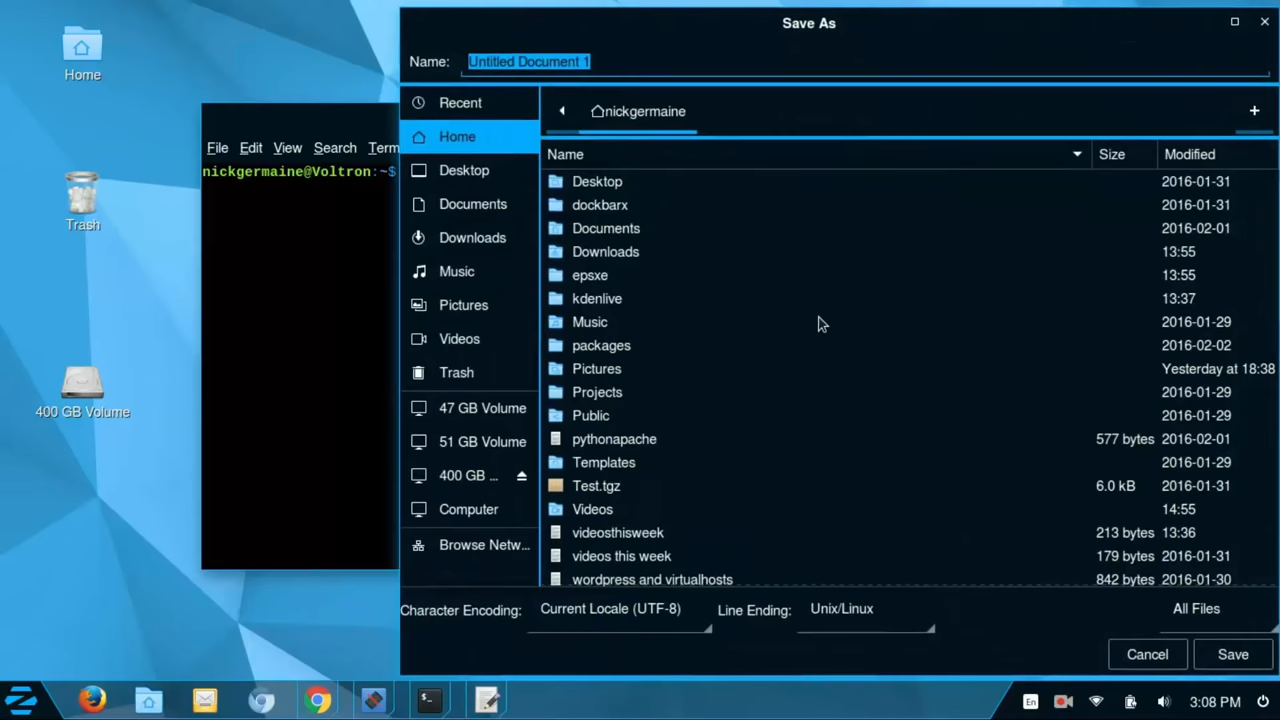 Save As
Name: Untitled Document 1
Home
Trash
400 GB Volume
File Edit View Search Term
nickgermaine@Voltron:~$
Recent
Home
Desktop
Documents
Downloads
Music
Pictures
Videos
Trash
47 GB Volume
51 GB Volume
400 GB ...
Computer
Browse Netw...
nickgermaine
+
Name Size Modified
Desktop 2016-01-31
dockbarx 2016-01-31
Documents 2016-02-01
Downloads 13:55
epsxe 13:55
kdenlive 13:37
Music 2016-01-29
packages 2016-02-02
Pictures Yesterday at 18:38
Projects 2016-01-29
Public 2016-01-29
pythonapache 577 bytes 2016-02-01
Templates 2016-01-29
Test.tgz 6.0 kB 2016-01-31
Videos 14:55
videosthisweek 213 bytes 13:36
videos this week 179 bytes 2016-01-31
wordpress and virtualhosts 842 bytes 2016-01-30
Character Encoding: Current Locale (UTF-8) Line Ending: Unix/Linux All Files
Cancel Save
En 3:08 PM